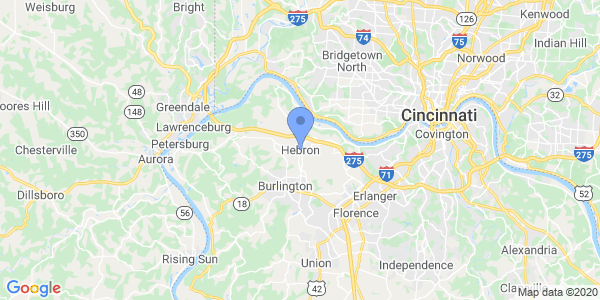 Weisburg
Bright
275
74
126
Kenwood
Bridgetown
North
75
Indian Hill
Norwood
48
32
148
Greendale
oores Hill
Cincinnati
Lawrenceburg
Covington
350
Petersburg
Chesterville
Hebron
275
275
Aurora
71
Burlington
Dillsboro
Erlanger
52
18
56
Florence
Alexandria
Rising Sun
Union
Independence
Google
42
Map data ©2020